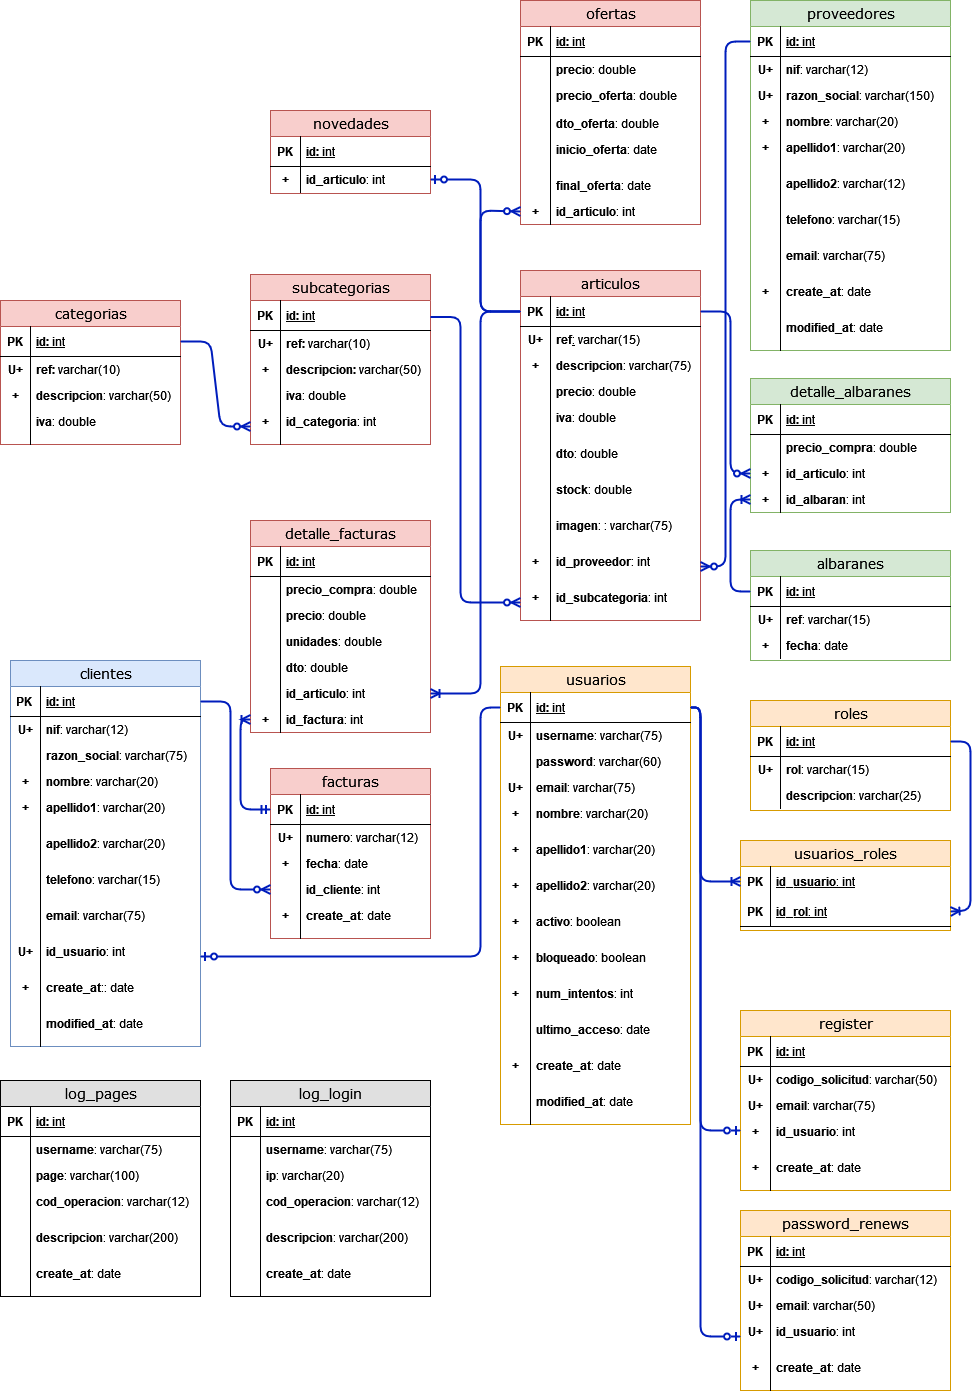 ofertas
PK id: int
precio: double
precio_oferta: double
dto_oferta: double
inicio_oferta: date
final_oferta: date
+ id_articulo: int
proveedores
PK id: int
U+ nif: varchar(12)
U+ razon_social: varchar(150)
+ nombre: varchar(20)
+ apellido1: varchar(20)
apellido2: varchar(12)
telefono: varchar(15)
email: varchar(75)
+ create_at: date
modified_at: date
novedades
PK id: int
+ id_articulo: int
categorias
PK id: int
U+ ref: varchar(10)
+ descripcion: varchar(50)
iva: double
subcategorias
PK id: int
U+ ref: varchar(10)
+ descripcion: varchar(50)
iva: double
+ id_categoria: int
articulos
PK id: int
U+ ref: varchar(15)
+ descripcion: varchar(75)
precio: double
iva: double
dto: double
stock: double
imagen: : varchar(75)
+ id_proveedor: int
+ id_subcategoria: int
detalle_albaranes
PK id: int
precio_compra: double
+ id_articulo: int
+ id_albaran: int
albaranes
PK id: int
U+ ref: varchar(15)
+ fecha: date
detalle_facturas
PK id: int
precio_compra: double
precio: double
unidades: double
dto: double
id_articulo: int
+ id_factura: int
clientes
PK id: int
U+ nif: varchar(12)
razon_social: varchar(75)
+ nombre: varchar(20)
+ apellido1: varchar(20)
apellido2: varchar(20)
telefono: varchar(15)
email: varchar(75)
U+ id_usuario: int
+ create_at:: date
modified_at: date
facturas
PK id: int
U+ numero: varchar(12)
+ fecha: date
id_cliente: int
+ create_at: date
usuarios
PK id: int
U+ username: varchar(75)
password: varchar(60)
U+ email: varchar(75)
+ nombre: varchar(20)
+ apellido1: varchar(20)
+ apellido2: varchar(20)
+ activo: boolean
+ bloqueado: boolean
+ num_intentos: int
ultimo_acceso: date
+ create_at: date
modified_at: date
roles
PK id: int
U+ rol: varchar(15)
descripcion: varchar(25)
usuarios_roles
PK id_usuario: int
PK id_rol: int
register
PK id: int
U+ codigo_solicitud: varchar(50)
U+ email: varchar(75)
+ id_usuario: int
+ create_at: date
password_renews
PK id: int
U+ codigo_solicitud: varchar(12)
U+ email: varchar(50)
U+ id_usuario: int
+ create_at: date
log_pages
PK id: int
username: varchar(75)
page: varchar(100)
cod_operacion: varchar(12)
descripcion: varchar(200)
create_at: date
log_login
PK id: int
username: varchar(75)
ip: varchar(20)
cod_operacion: varchar(12)
descripcion: varchar(200)
create_at: date